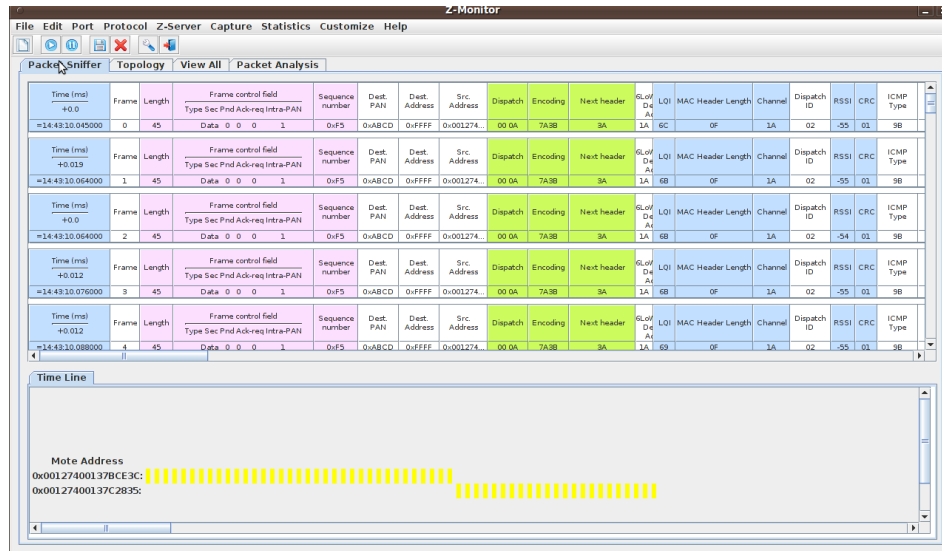 Z-Monitor
File Edit Port Protocol Z-Server Capture Statistics Customize Help
Packet Sniffer Topology View All Packet Analysis
Time (ms) Frame Length Frame control field Sequence number Dest. PAN Dest. Address Src. Address Dispatch Encoding Next header 6LoW De Ad LQI MAC Header Length Channel Dispatch ID RSSI CRC ICMP Type
+0.0 Type Sec Pnd Ack-req Intra-PAN
=14:43:10.045000 0 45 Data 0 0 0 1 0xF5 0xABCD 0xFFFF 0x001274... 00 0A 7A3B 3A 1A 6C 0F 1A 02 -55 01 9B
Time (ms) Frame Length Frame control field Sequence number Dest. PAN Dest. Address Src. Address Dispatch Encoding Next header 6LoW De Ad LQI MAC Header Length Channel Dispatch ID RSSI CRC ICMP Type
+0.019 Type Sec Pnd Ack-req Intra-PAN
=14:43:10.064000 1 45 Data 0 0 0 1 0xF5 0xABCD 0xFFFF 0x001274... 00 0A 7A3B 3A 1A 6B 0F 1A 02 -55 01 9B
Time (ms) Frame Length Frame control field Sequence number Dest. PAN Dest. Address Src. Address Dispatch Encoding Next header 6LoW De Ad LQI MAC Header Length Channel Dispatch ID RSSI CRC ICMP Type
+0.0 Type Sec Pnd Ack-req Intra-PAN
=14:43:10.064000 2 45 Data 0 0 0 1 0xF5 0xABCD 0xFFFF 0x001274... 00 0A 7A3B 3A 1A 6B 0F 1A 02 -54 01 9B
Time (ms) Frame Length Frame control field Sequence number Dest. PAN Dest. Address Src. Address Dispatch Encoding Next header 6LoW De Ad LQI MAC Header Length Channel Dispatch ID RSSI CRC ICMP Type
+0.012 Type Sec Pnd Ack-req Intra-PAN
=14:43:10.076000 3 45 Data 0 0 0 1 0xF5 0xABCD 0xFFFF 0x001274... 00 0A 7A3B 3A 1A 6B 0F 1A 02 -55 01 9B
Time (ms) Frame Length Frame control field Sequence number Dest. PAN Dest. Address Src. Address Dispatch Encoding Next header 6LoW De Ad LQI MAC Header Length Channel Dispatch ID RSSI CRC ICMP Type
+0.012 Type Sec Pnd Ack-req Intra-PAN
=14:43:10.088000 4 45 Data 0 0 0 1 0xF5 0xABCD 0xFFFF 0x001274... 00 0A 7A3B 3A 1A 69 0F 1A 02 -55 01 9B
Time Line
Mote Address
0x00127400137BCE3C:
0x00127400137C2835: